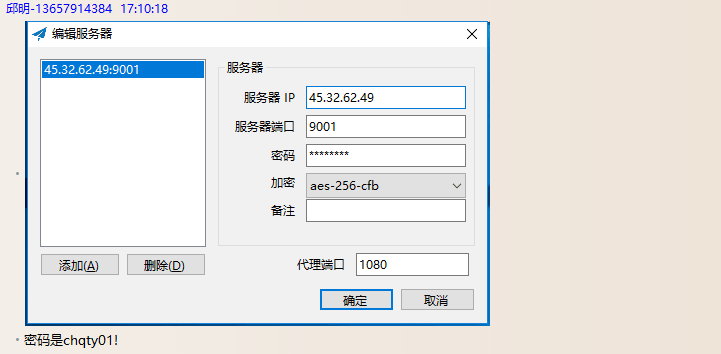 邱明-13657914384 17:10:18
编辑服务器
45.32.62.49:9001
服务器
服务器 IP 45.32.62.49
服务器端口 9001
密码 ********
加密 aes-256-cfb
备注
添加(A) 删除(D)
代理端口 1080
确定 取消
密码是chqty01!